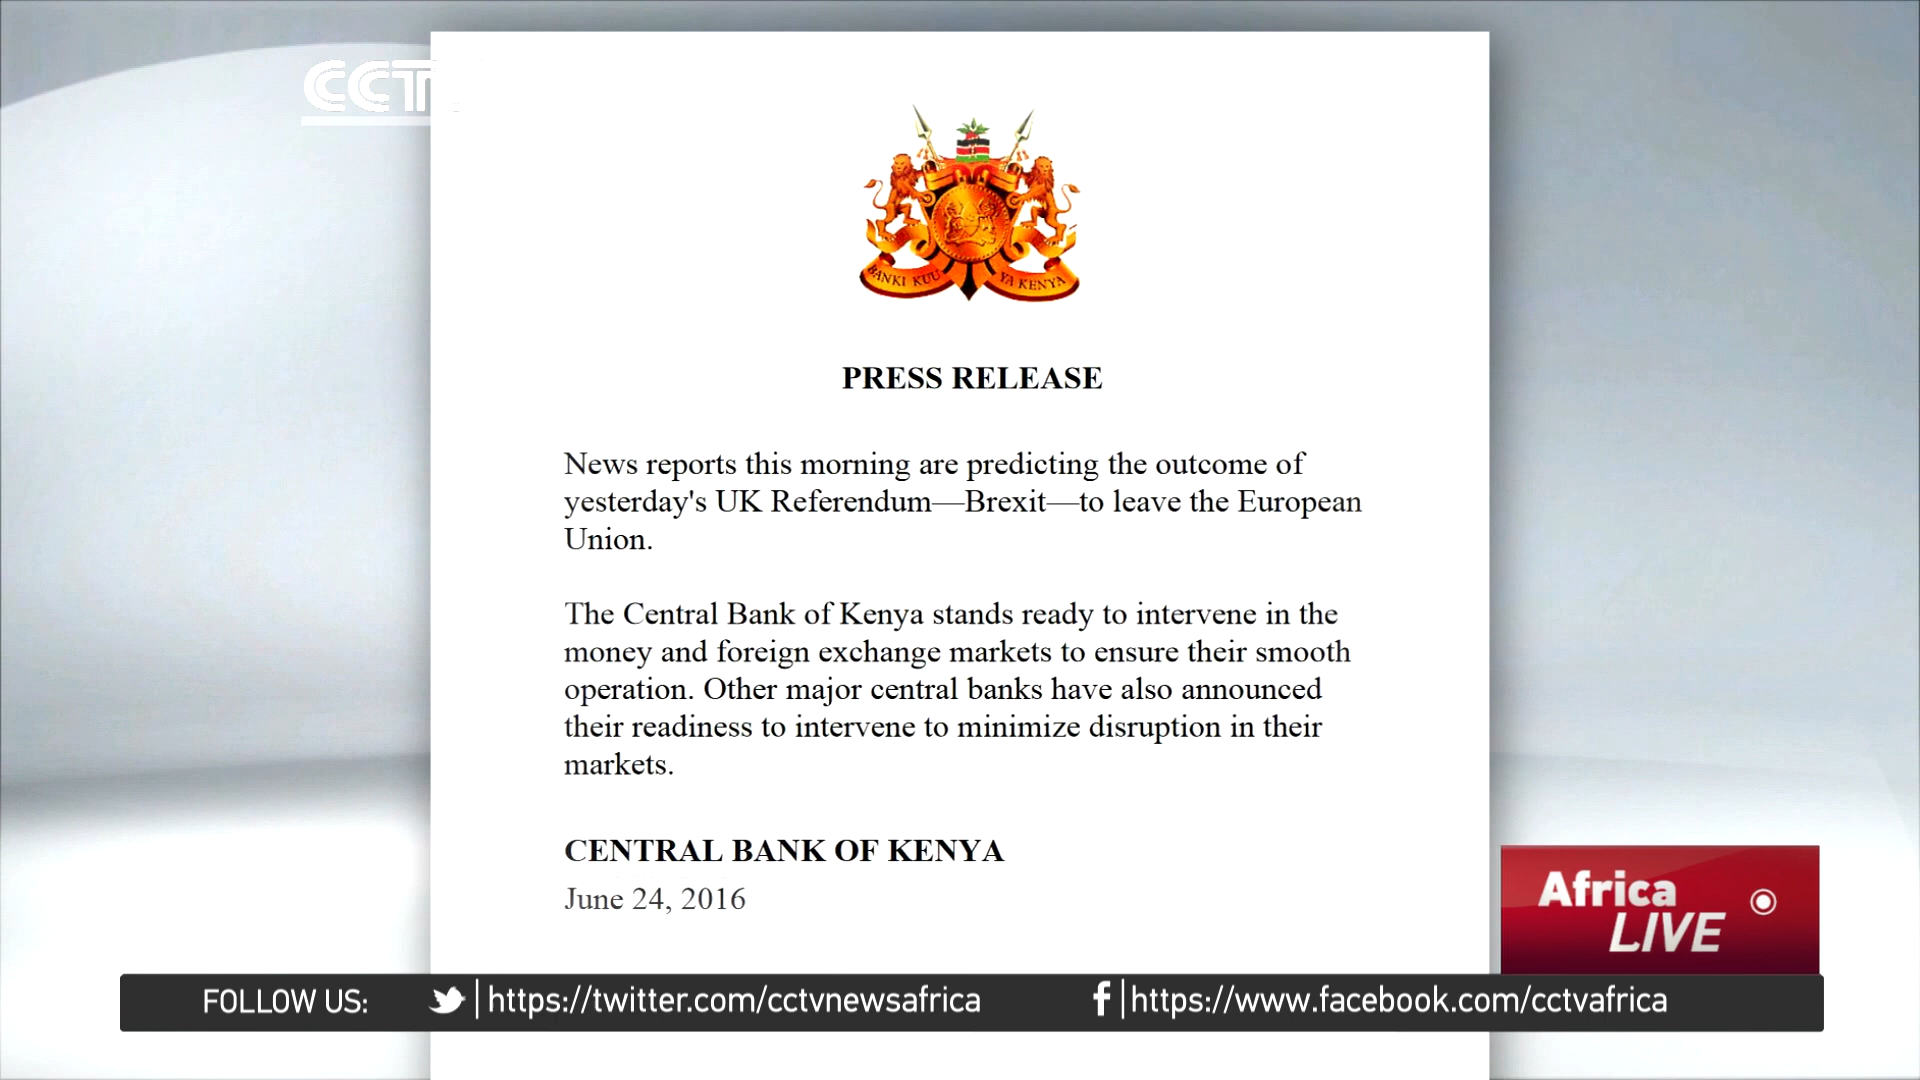 CCTV
BANKI KUU YA KENYA
PRESS RELEASE
News reports this morning are predicting the outcome of
yesterday's UK Referendum—Brexit—to leave the European
Union.
The Central Bank of Kenya stands ready to intervene in the
money and foreign exchange markets to ensure their smooth
operation. Other major central banks have also announced
their readiness to intervene to minimize disruption in their
markets.
CENTRAL BANK OF KENYA
June 24, 2016
Africa
LIVE
FOLLOW US: https://twitter.com/cctvnewsafrica https://www.facebook.com/cctvafrica